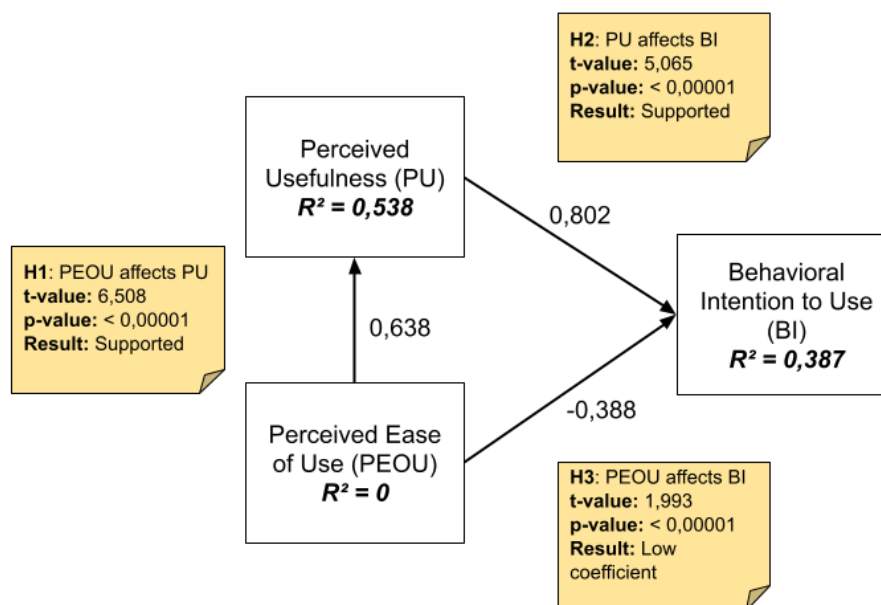 H2: PU affects BI
t-value: 5,065
p-value: < 0,00001
Result: Supported
Perceived
Usefulness (PU)
R² = 0,538
0,802
H1: PEOU affects PU
t-value: 6,508
p-value: < 0,00001
Result: Supported
Behavioral
Intention to Use
(BI)
R² = 0,387
0,638
-0,388
Perceived Ease
of Use (PEOU)
R² = 0
H3: PEOU affects BI
t-value: 1,993
p-value: < 0,00001
Result: Low
coefficient